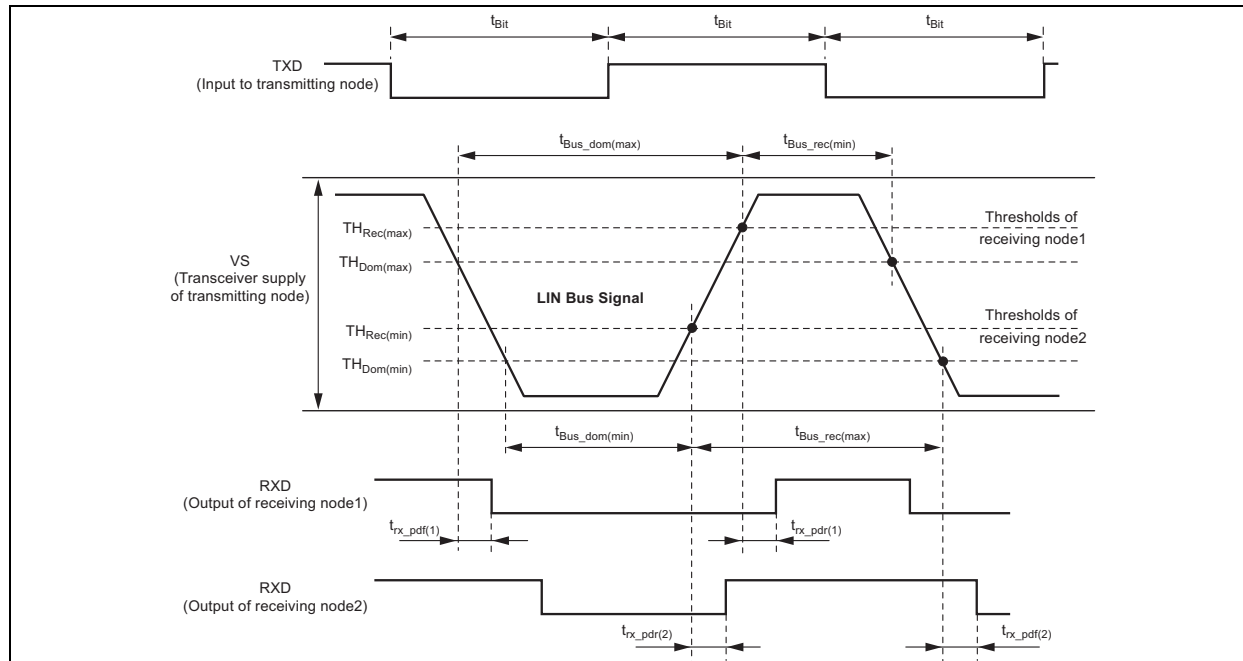 tBit
tBit
tBit
TXD
(Input to transmitting node)
tBus_dom(max)
tBus_rec(min)
THRec(max)
Thresholds of
receiving node1
THDom(max)
VS
(Transceiver supply
of transmitting node)
LIN Bus Signal
THRec(min)
Thresholds of
receiving node2
THDom(min)
tBus_dom(min)
tBus_rec(max)
RXD
(Output of receiving node1)
trx_pdf(1)
trx_pdr(1)
RXD
(Output of receiving node2)
trx_pdr(2)
trx_pdf(2)